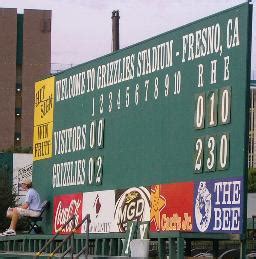 WELCOME TO GRIZZLIES STADIUM - FRESNO, CA
1 2 3 4 5 6 7 8 9 10 R H E
VISITORS 0 0 0 1 0
GRIZZLIES 0 2 2 3 0
HIT SIGN
WIN
FREE
Coca-Cola
MGD
Carl's Jr.
THE
BEE